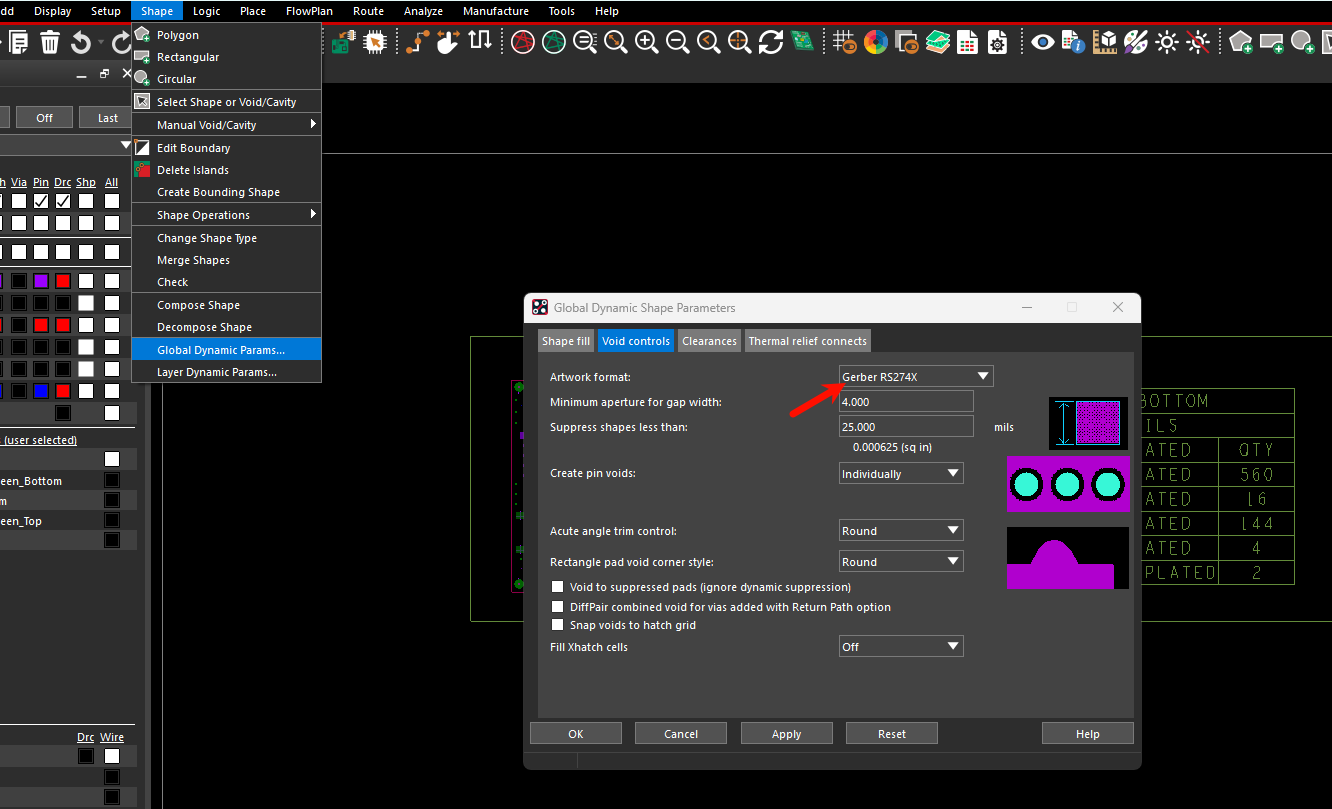 dd Display Setup Shape Logic Place FlowPlan Route Analyze Manufacture Tools Help
Polygon
Rectangular
Circular
Select Shape or Void/Cavity
Manual Void/Cavity
Edit Boundary
Delete Islands
Create Bounding Shape
Shape Operations
Change Shape Type
Merge Shapes
Check
Compose Shape
Decompose Shape
Global Dynamic Params...
Layer Dynamic Params...
Off Last
h Via Pin Drc Shp All
s (user selected)
een_Bottom
m
een_Top
Drc Wire
Global Dynamic Shape Parameters
Shape fill Void controls Clearances Thermal relief connects
Artwork format: Gerber RS274X
Minimum aperture for gap width: 4.000
Suppress shapes less than: 25.000 mils
0.000625 (sq in)
Create pin voids: Individually
Acute angle trim control: Round
Rectangle pad void corner style: Round
Void to suppressed pads (ignore dynamic suppression)
DiffPair combined void for vias added with Return Path option
Snap voids to hatch grid
Fill Xhatch cells Off
OK Cancel Apply Reset Help
BOTTOM
ILS
ATED QTY
ATED 560
ATED 16
ATED 144
ATED 4
PLATED 2